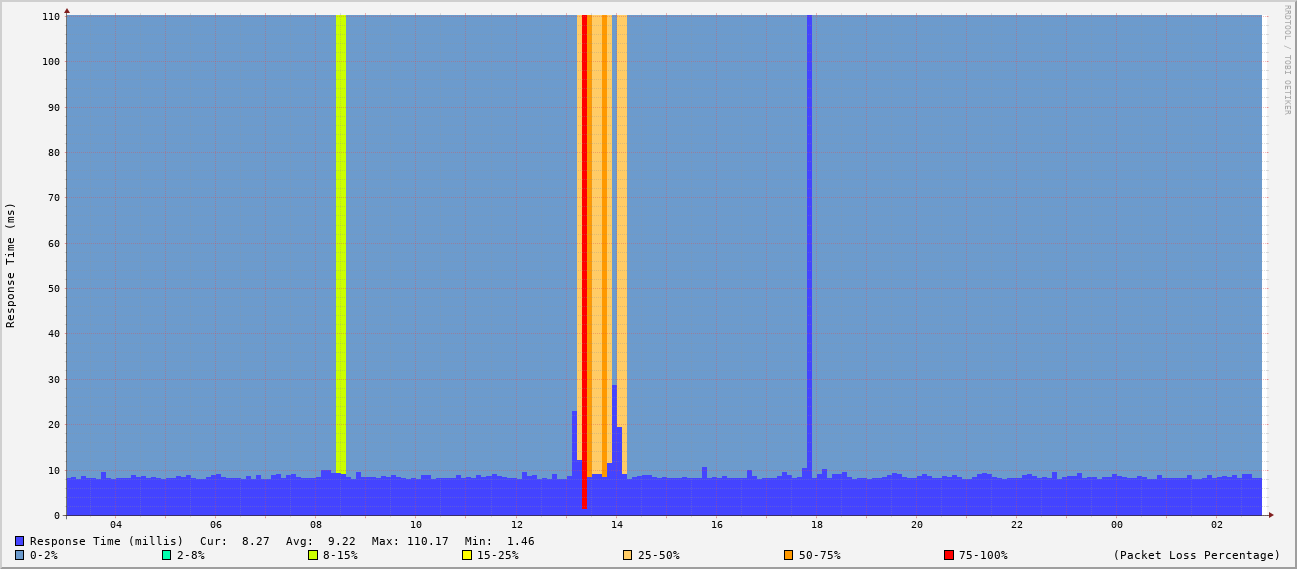 RRDTOOL / TOBI OETIKER
Response Time (ms)
110
100
90
80
70
60
50
40
30
20
10
0
04 06 08 10 12 14 16 18 20 22 00 02
Response Time (millis) Cur: 8.27 Avg: 9.22 Max: 110.17 Min: 1.46
0-2% 2-8% 8-15% 15-25% 25-50% 50-75% 75-100% (Packet Loss Percentage)